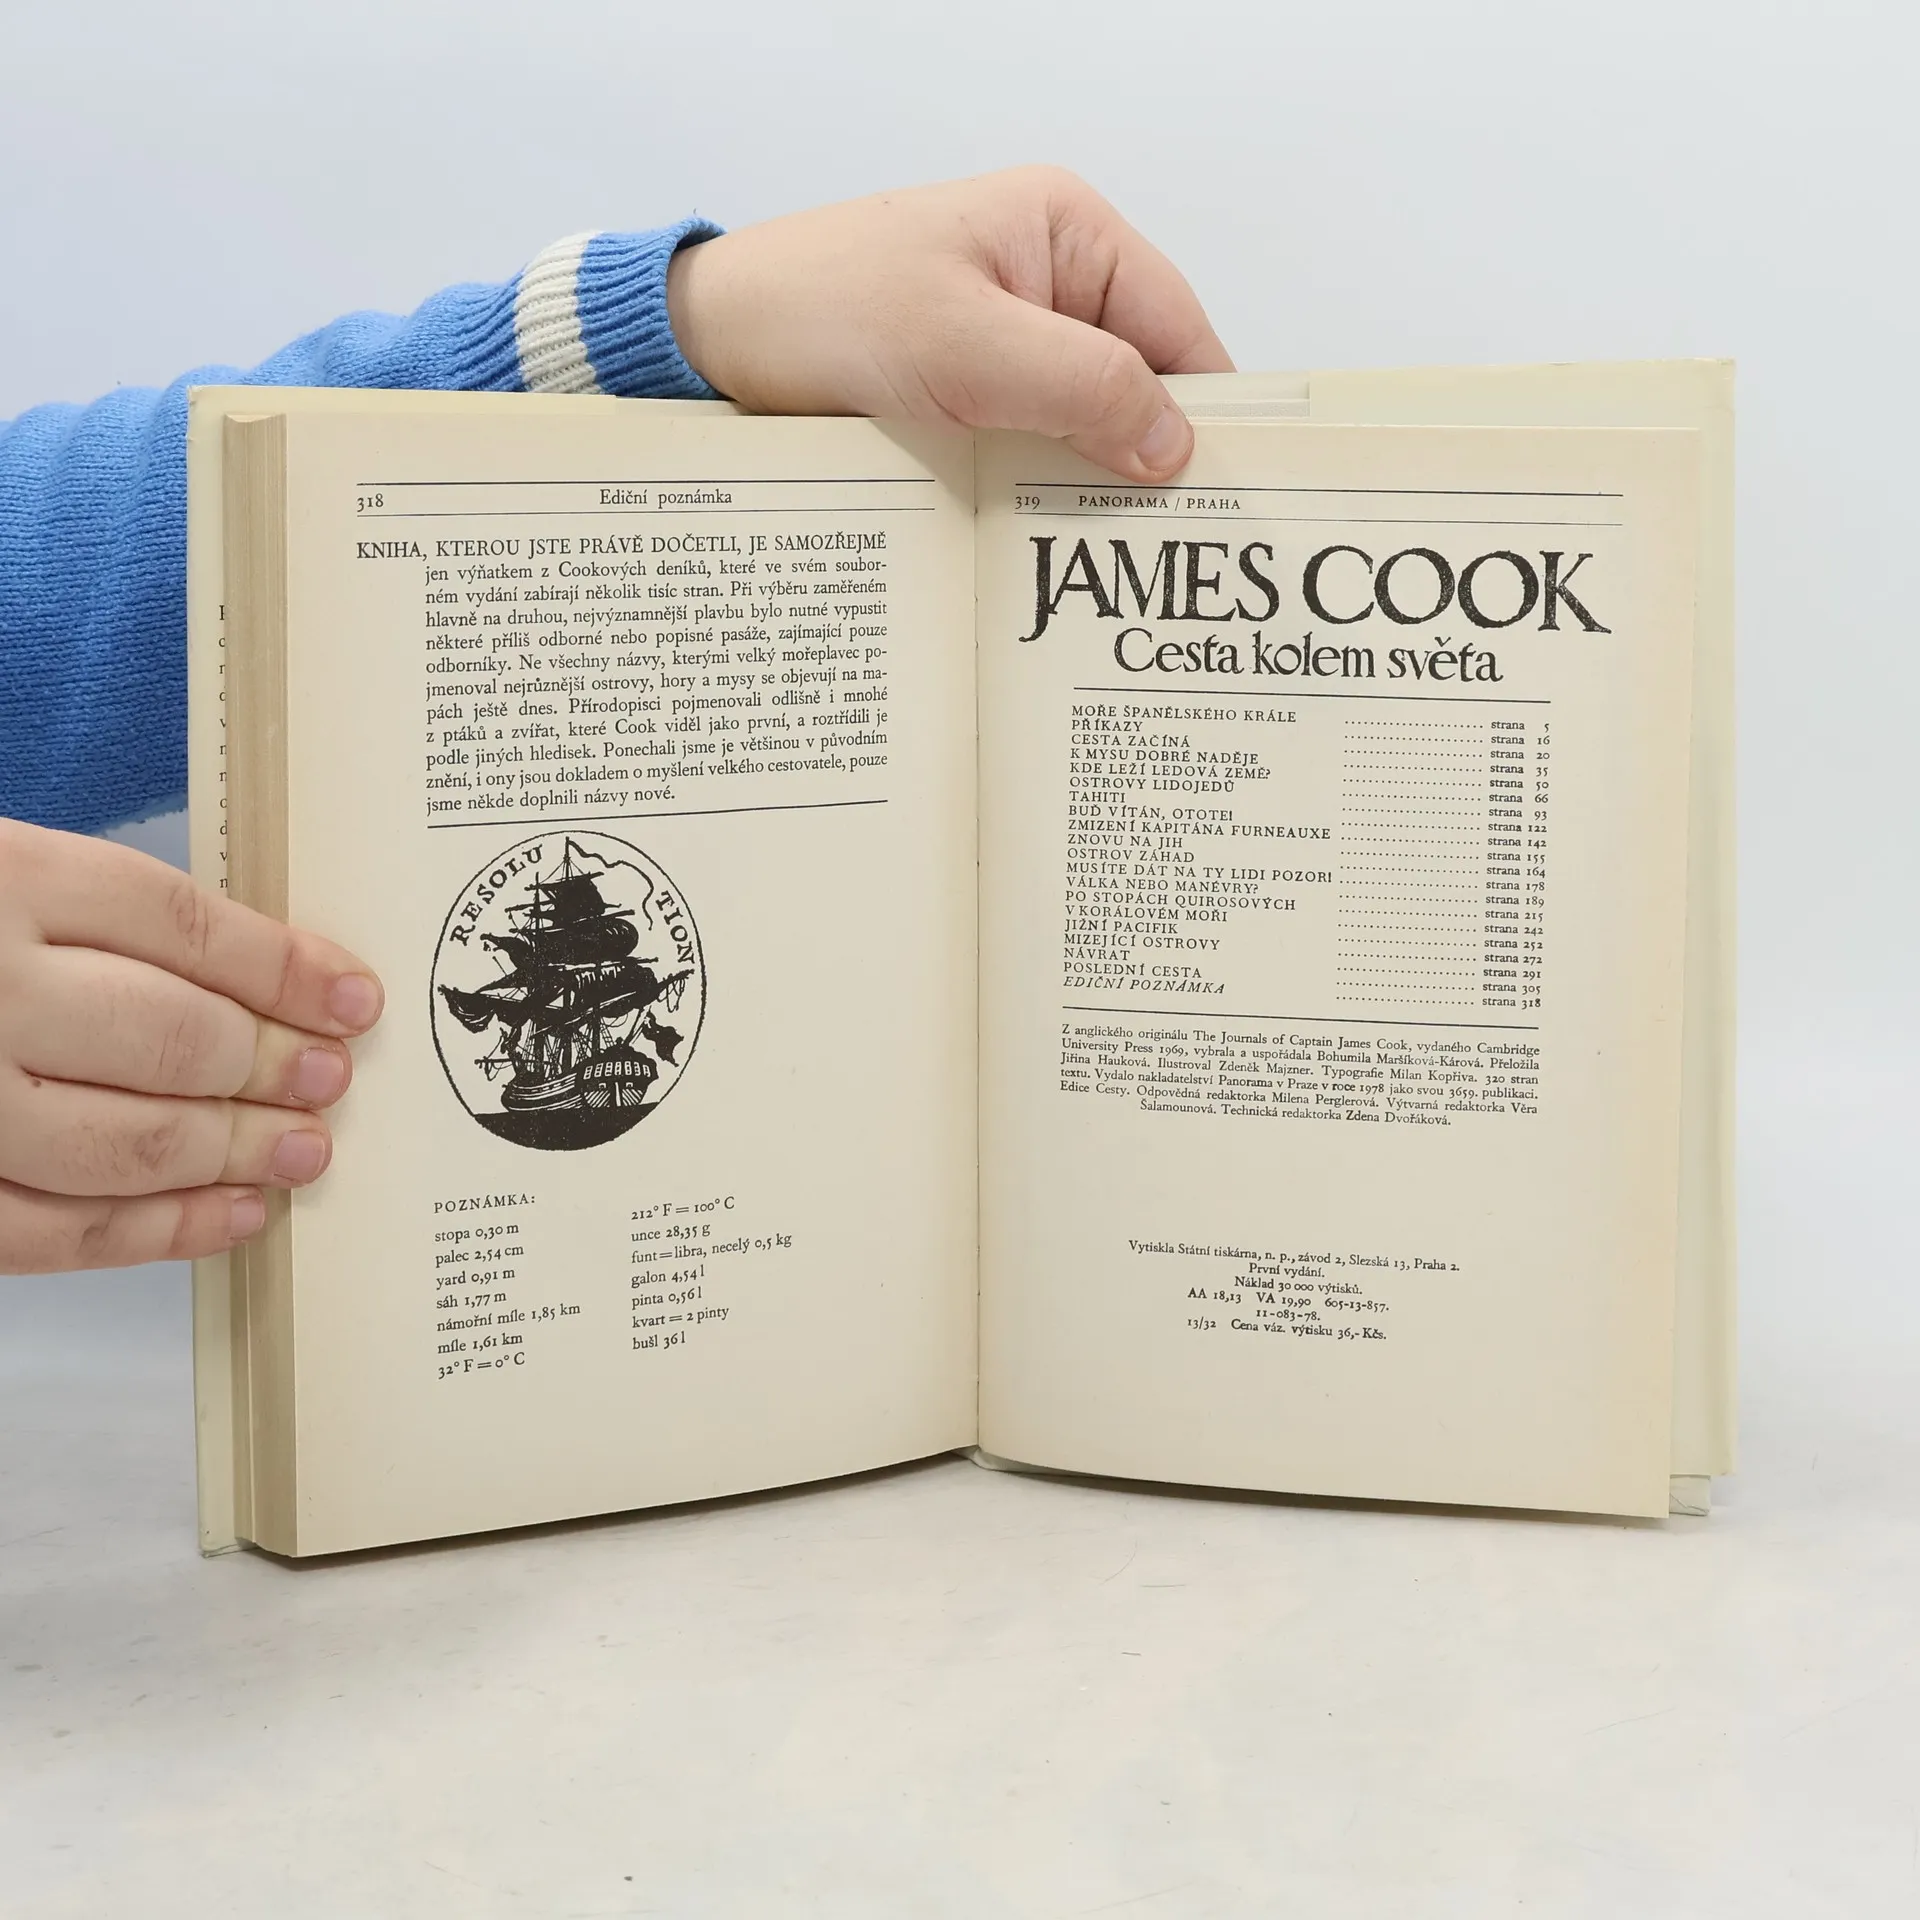 318 Ediční poznámka
KNIHA, KTEROU JSTE PRÁVĚ DOČETLI, JE SAMOZŘEJMĚ
jen výňatkem z Cookových deníků, které ve svém soubor-
ném vydání zabírají několik tisíc stran. Při výběru zaměřeném
hlavně na druhou, nejvýznamnější plavbu bylo nutné vypustit
některé příliš odborné nebo popisné pasáže, zajímající pouze
odborníky. Ne všechny názvy, kterými velký mořeplavec po-
jmenoval nejrůznější ostrovy, hory a mysy se objevují na ma-
pách ještě dnes. Přírodopisci pojmenovali odlišně i mnohé
z ptáků a zvířat, které Cook viděl jako první, a roztřídili je
podle jiných hledisek. Ponechali jsme je většinou v původním
znění, i ony jsou dokladem o myšlení velkého cestovatele, pouze
jsme někde doplnili názvy nové.
RESOLUTION
POZNÁMKA:
stopa 0,30 m
palec 2,54 cm
yard 0,91 m
sáh 1,77 m
námořní míle 1,85 km
míle 1,61 km
32° F = 0° C
212° F = 100° C
unce 28,35 g
funt = libra, necelý 0,5 kg
galon 4,54 l
pinta 0,56 l
kvart = 2 pinty
bušl 36 l
319 PANORAMA / PRAHA
JAMES COOK
Cesta kolem světa
MOŘE ŠPANĚLSKÉHO KRÁLE ........ strana 5
PŘÍKAZY ........ strana 16
CESTA ZAČÍNÁ ........ strana 20
K MYSU DOBRÉ NADĚJE ........ strana 35
KDE LEŽÍ LEDOVÁ ZEMĚ? ........ strana 50
OSTROVY LIDOJEDŮ ........ strana 66
TAHITI ........ strana 93
BUĎ VÍTÁN, OTOTE! ........ strana 122
ZMIZENÍ KAPITÁNA FURNEAUXE ........ strana 142
ZNOVU NA JIH ........ strana 155
OSTROV ZÁHAD ........ strana 164
MUSÍTE DÁT NA TY LIDI POZOR! ........ strana 178
VÁLKA NEBO MANÉVRY? ........ strana 189
PO STOPÁCH QUIROSOVÝCH ........ strana 215
V KORÁLOVÉM MOŘI ........ strana 242
JIŽNÍ PACIFIK ........ strana 252
MIZEJÍCÍ OSTROVY ........ strana 272
NÁVRAT ........ strana 291
POSLEDNÍ CESTA ........ strana 305
EDIČNÍ POZNÁMKA ........ strana 318
Z anglického originálu The Journals of Captain James Cook, vydaného Cambridge
University Press 1969, vybrala a uspořádala Bohumila Maršíková-Kárová. Přeložila
Jiřina Hauková. Ilustroval Zdeněk Majzner. Typografie Milan Kopřiva. 320 stran
textu. Vydalo nakladatelství Panorama v Praze v roce 1978 jako svou 3659. publikaci.
Edice Cesty. Odpovědná redaktorka Milena Perglerová. Výtvarná redaktorka Věra
Šalamounová. Technická redaktorka Zdena Dvořáková.
Vytiskla Státní tiskárna, n. p., závod 2, Slezská 13, Praha 2.
První vydání.
Náklad 30 000 výtisků.
AA 18,13 VA 19,90 605-13-857.
11-083-78.
13/32 Cena váz. výtisku 36,- Kčs.